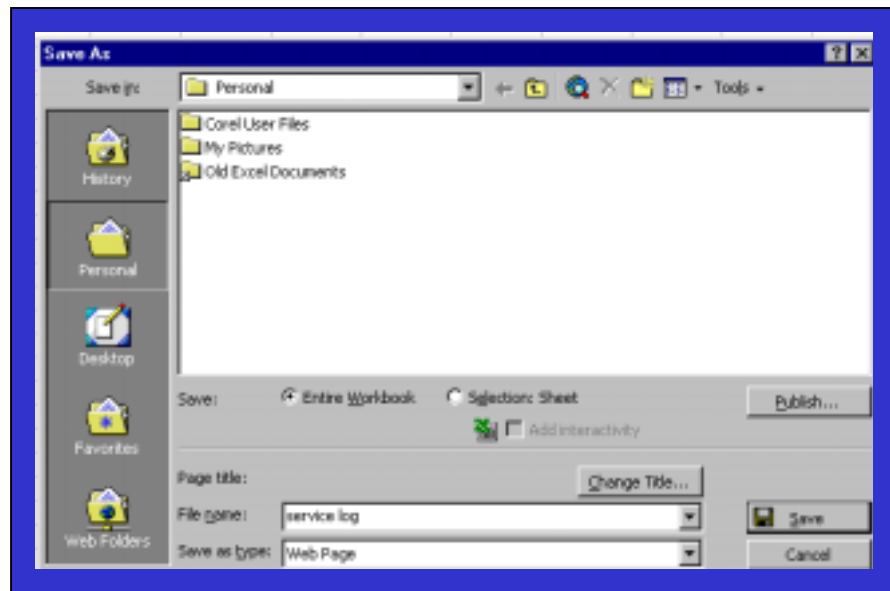 Save As
Save in: Personal Tools
Corel User Files
My Pictures
Old Excel Documents
History
Personal
Desktop
Favorites
Web Folders
Save: Entire Workbook Selection: Sheet Publish...
Add interactivity
Page title: Change Title...
File name: service log Save
Save as type: Web Page Cancel